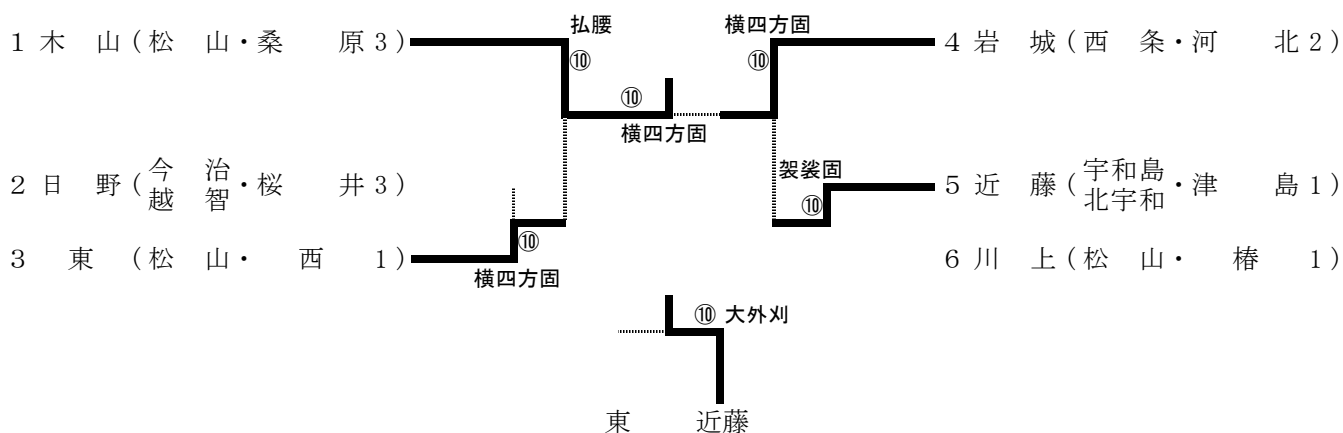 払腰 横四方固
1 木 山(松 山・桑 原3) ⑩ ⑩ 4 岩 城(西 条・河 北2)
⑩
横四方固
2 日 野(今 治 越 智・桜 井3) 袈裟固 5 近 藤(宇和島 北宇和・津 島1)
⑩
3 東 (松 山・ 西 1) ⑩ 6 川 上(松 山・ 椿 1)
横四方固
⑩ 大外刈
東 近藤